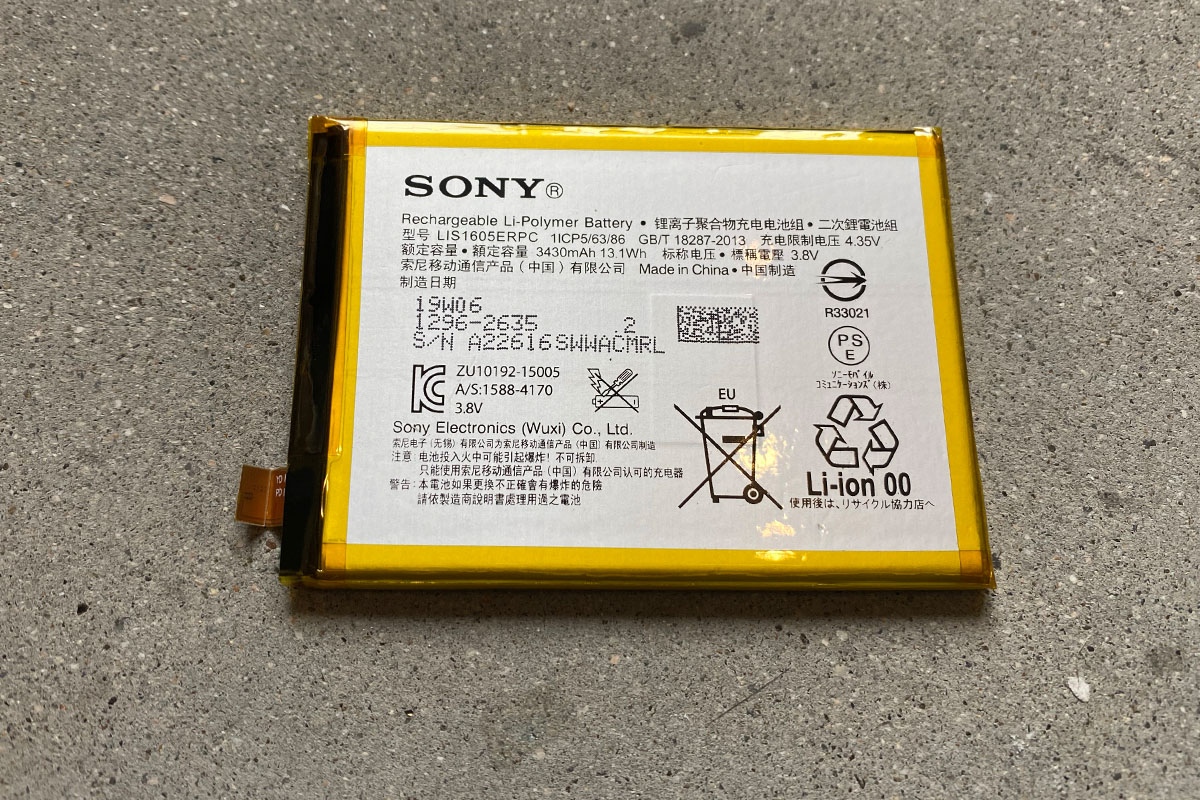 SONY®
Rechargeable Li-Polymer Battery • 锂离子聚合物充电电池组 • 二次鋰電池組
型号 LIS1605ERPC 1ICP5/63/86 GB/T 18287-2013 充电限制电压 4.35V
额定容量 • 額定容量 3430mAh 13.1Wh 标称电压 • 標稱電壓 3.8V
索尼移动通信产品（中国）有限公司 Made in China • 中国制造
制造日期
19W06
1296-2635 .2
S/N A22616SWWACMRL
R33021
PS
E
ソニーモバイル
コミュニケーションズ（株）
ZU10192-15005
A/S:1588-4170
3.8V
EU
Sony Electronics (Wuxi) Co., Ltd.
索尼电子（无锡）有限公司为索尼移动通信产品（中国）有限公司制造
注意: 电池投入火中可能引起爆炸! 不可拆卸.
只能使用索尼移动通信产品（中国）有限公司认可的充电器
警告: 本電池如果更換不正確會有爆炸的危險
請依製造商說明書處理用過之電池
Li-ion 00
使用後は、リサイクル協力店へ